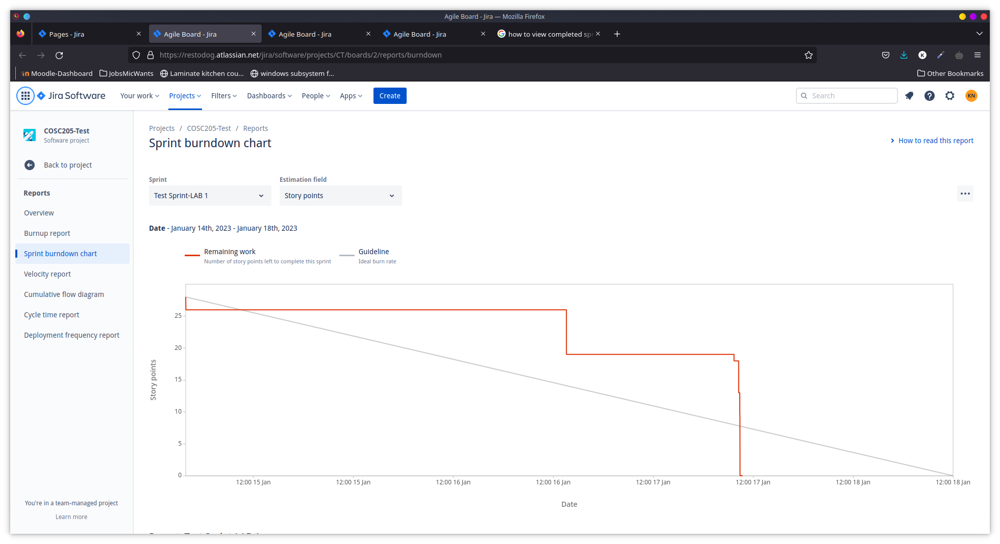 Agile Board - Jira — Mozilla Firefox
Pages - Jira
Agile Board - Jira
Agile Board - Jira
Agile Board - Jira
how to view completed spr
https://restodog.atlassian.net/jira/software/projects/CT/boards/2/reports/burndown
Moodle-Dashboard
JobsMicWants
Laminate kitchen cou...
windows subsystem f...
Other Bookmarks
Jira Software
Your work
Projects
Filters
Dashboards
People
Apps
Create
Search
KN
COSC205-Test
Software project
Back to project
Reports
Overview
Burnup report
Sprint burndown chart
Velocity report
Cumulative flow diagram
Cycle time report
Deployment frequency report
You're in a team-managed project
Learn more
Projects / COSC205-Test / Reports
Sprint burndown chart
How to read this report
Sprint
Test Sprint-LAB 1
Estimation field
Story points
Date - January 14th, 2023 - January 18th, 2023
Remaining work
Number of story points left to complete this sprint
Guideline
Ideal burn rate
Story points
25
20
15
10
5
0
12:00 15 Jan
12:00 15 Jan
12:00 16 Jan
12:00 16 Jan
12:00 17 Jan
12:00 17 Jan
12:00 18 Jan
12:00 18 Jan
Date